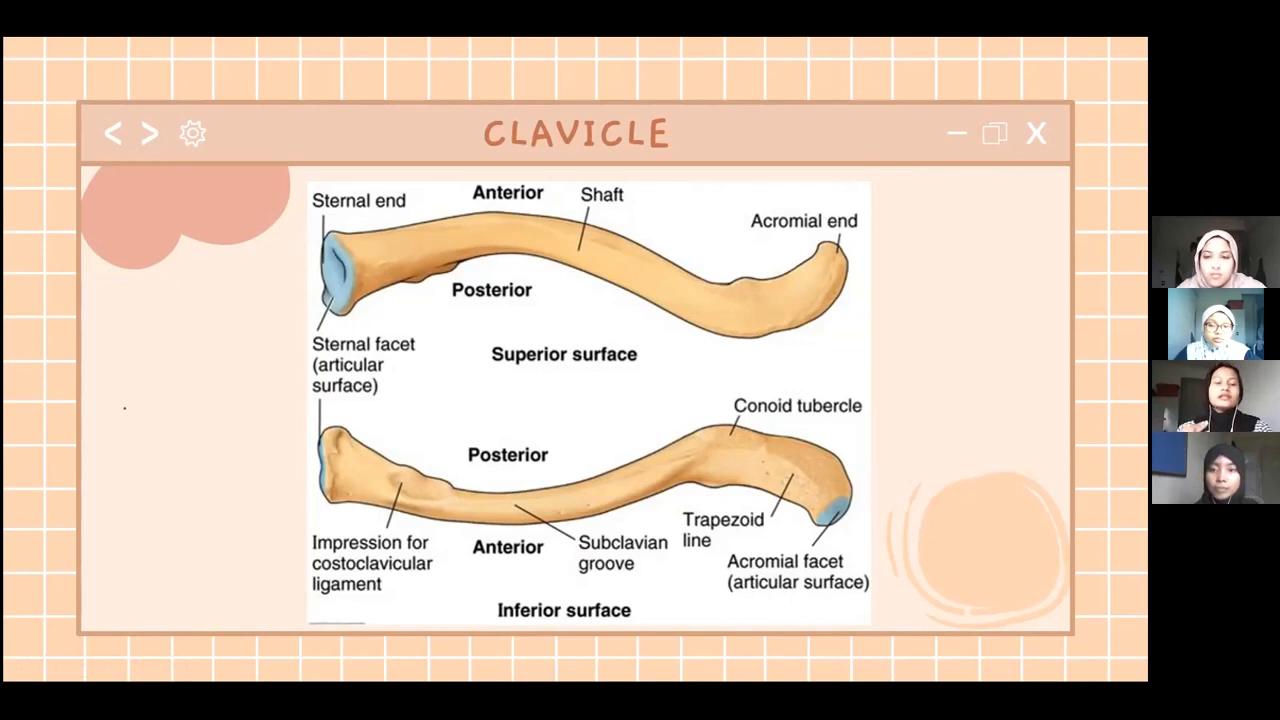 CLAVICLE
Sternal end
Anterior
Shaft
Acromial end
Posterior
Sternal facet
(articular
surface)
Superior surface
Conoid tubercle
Posterior
Trapezoid
line
Impression for
costoclavicular
ligament
Anterior
Subclavian
groove
Acromial facet
(articular surface)
Inferior surface